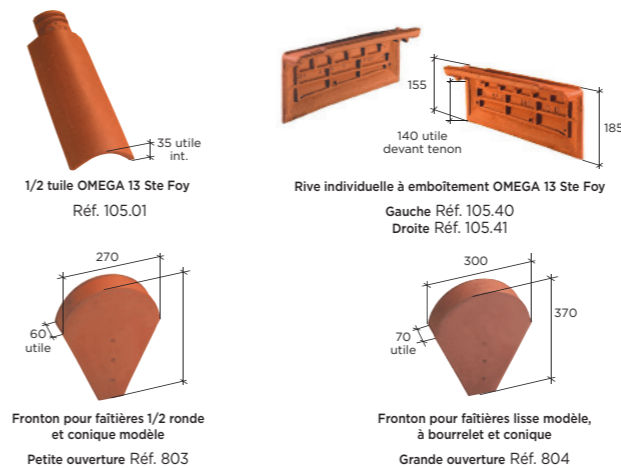 35 utile
int.
1/2 tuile OMEGA 13 Ste Foy
Réf. 105.01
155
140 utile
devant tenon
185
Rive individuelle à emboîtement OMEGA 13 Ste Foy
Gauche Réf. 105.40
Droite Réf. 105.41
270
60
utile
Fronton pour faîtières 1/2 ronde
et conique modèle
Petite ouverture Réf. 803
300
370
70
utile
Fronton pour faîtières lisse modèle,
à bourrelet et conique
Grande ouverture Réf. 804